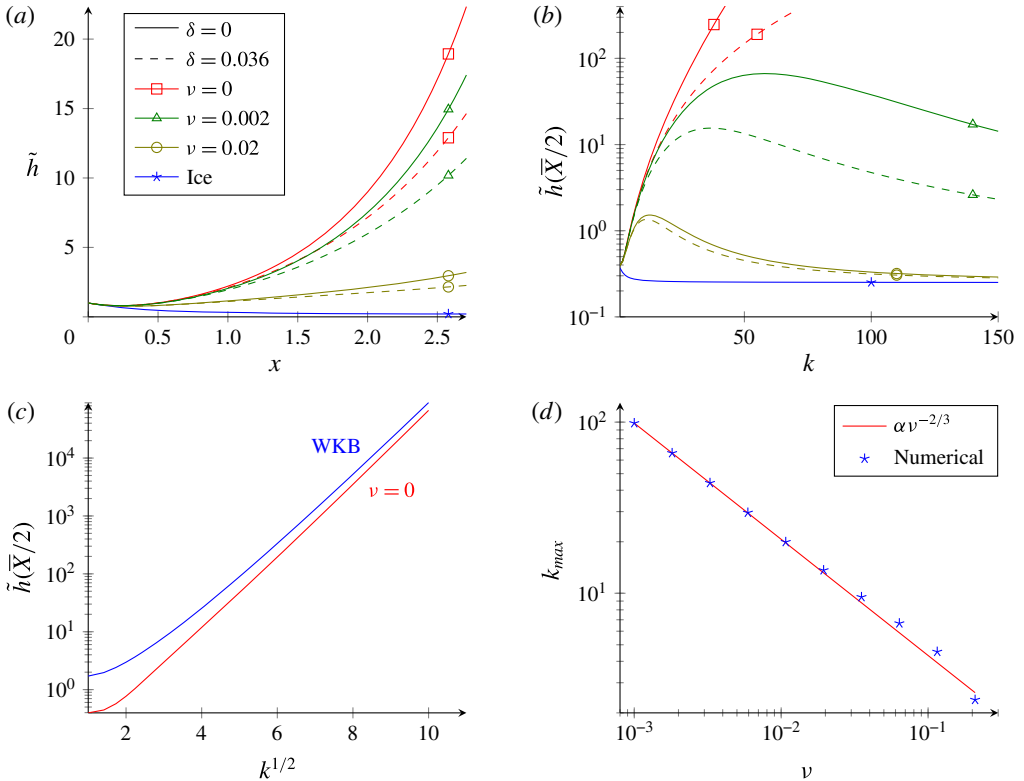 (a)
20
15
10
5
0
0.5
1.0
1.5
2.0
2.5
h̃
x
δ = 0
δ = 0.036
ν = 0
ν = 0.002
ν = 0.02
Ice
(b)
10²
10¹
10⁰
10⁻¹
50
100
150
h̃(X̅/2)
k
(c)
10⁴
10³
10²
10¹
10⁰
2
4
6
8
10
h̃(X̅/2)
k^{1/2}
WKB
ν = 0
(d)
10²
10¹
10⁻³
10⁻²
10⁻¹
k_{max}
ν
αν^{−2/3}
Numerical